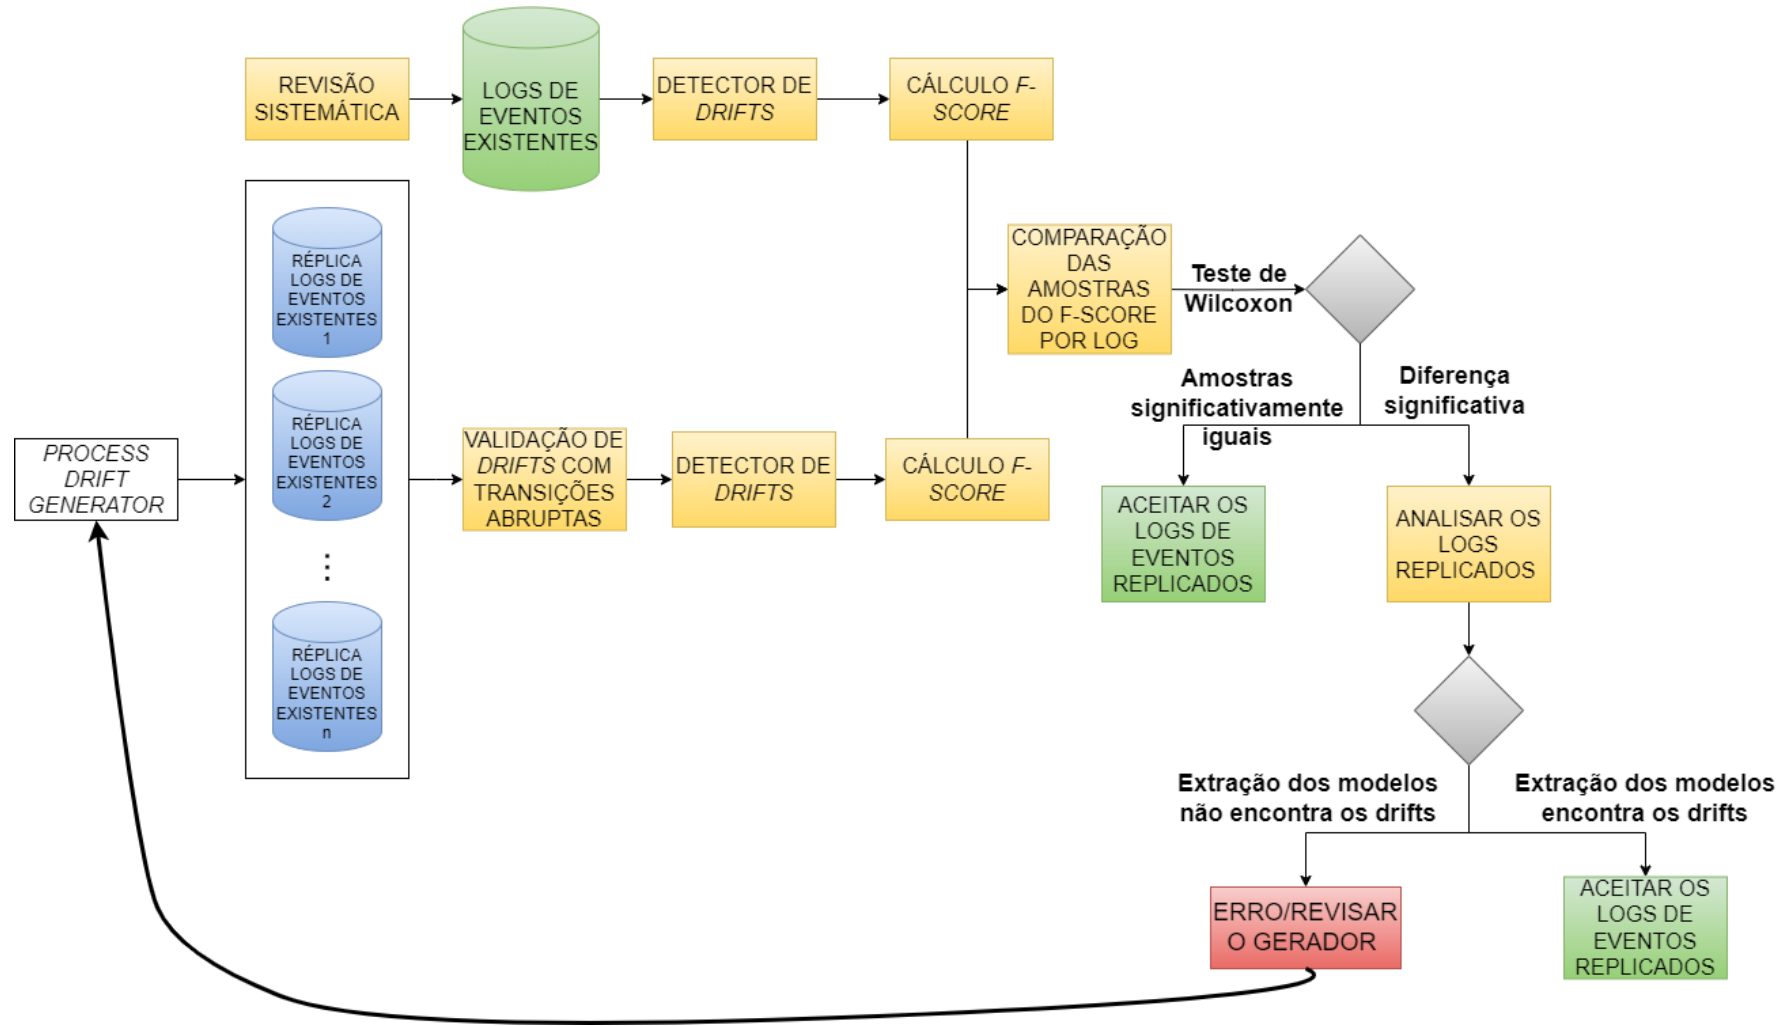 REVISÃO
SISTEMÁTICA
LOGS DE
EVENTOS
EXISTENTES
DETECTOR DE
DRIFTS
CÁLCULO F-
SCORE
RÉPLICA
LOGS DE
EVENTOS
EXISTENTES
1
RÉPLICA
LOGS DE
EVENTOS
EXISTENTES
2
⋮
RÉPLICA
LOGS DE
EVENTOS
EXISTENTES
n
PROCESS
DRIFT
GENERATOR
VALIDAÇÃO DE
DRIFTS COM
TRANSIÇÕES
ABRUPTAS
DETECTOR DE
DRIFTS
CÁLCULO F-
SCORE
COMPARAÇÃO
DAS
AMOSTRAS
DO F-SCORE
POR LOG
Teste de
Wilcoxon
Amostras
significativamente
iguais
Diferença
significativa
ACEITAR OS
LOGS DE
EVENTOS
REPLICADOS
ANALISAR OS
LOGS
REPLICADOS
Extração dos modelos
não encontra os drifts
Extração dos modelos
encontra os drifts
ERRO/REVISAR
O GERADOR
ACEITAR OS
LOGS DE
EVENTOS
REPLICADOS